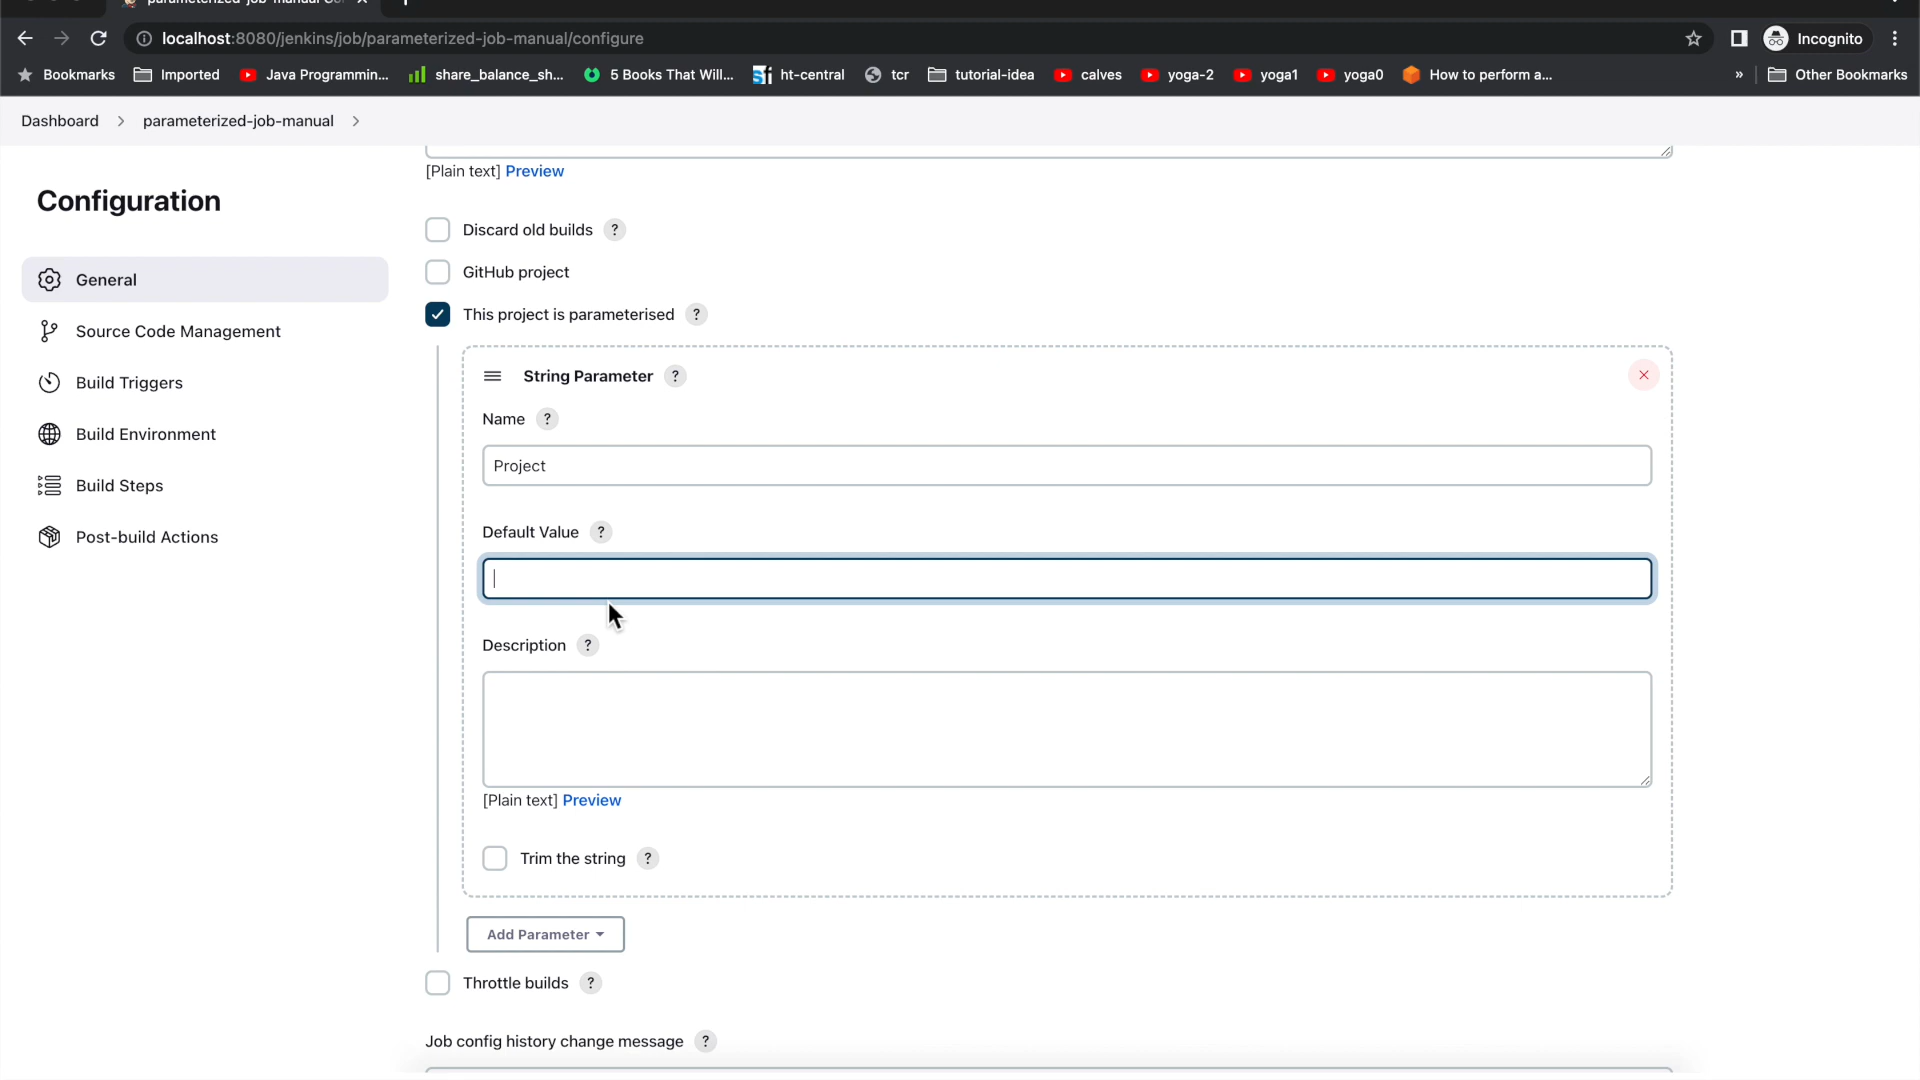 localhost:8080/jenkins/job/parameterized-job-manual/configure
Incognito
Bookmarks
Imported
Java Programmin...
share_balance_sh...
5 Books That Will...
ht-central
tcr
tutorial-idea
calves
yoga-2
yoga1
yoga0
How to perform a...
»
Other Bookmarks
Dashboard > parameterized-job-manual >
[Plain text] Preview
Configuration
Discard old builds ?
GitHub project
General
This project is parameterised ?
Source Code Management
String Parameter ?
Build Triggers
Name ?
Build Environment
Project
Build Steps
Default Value ?
Post-build Actions
Description ?
[Plain text] Preview
Trim the string ?
Add Parameter
Throttle builds ?
Job config history change message ?